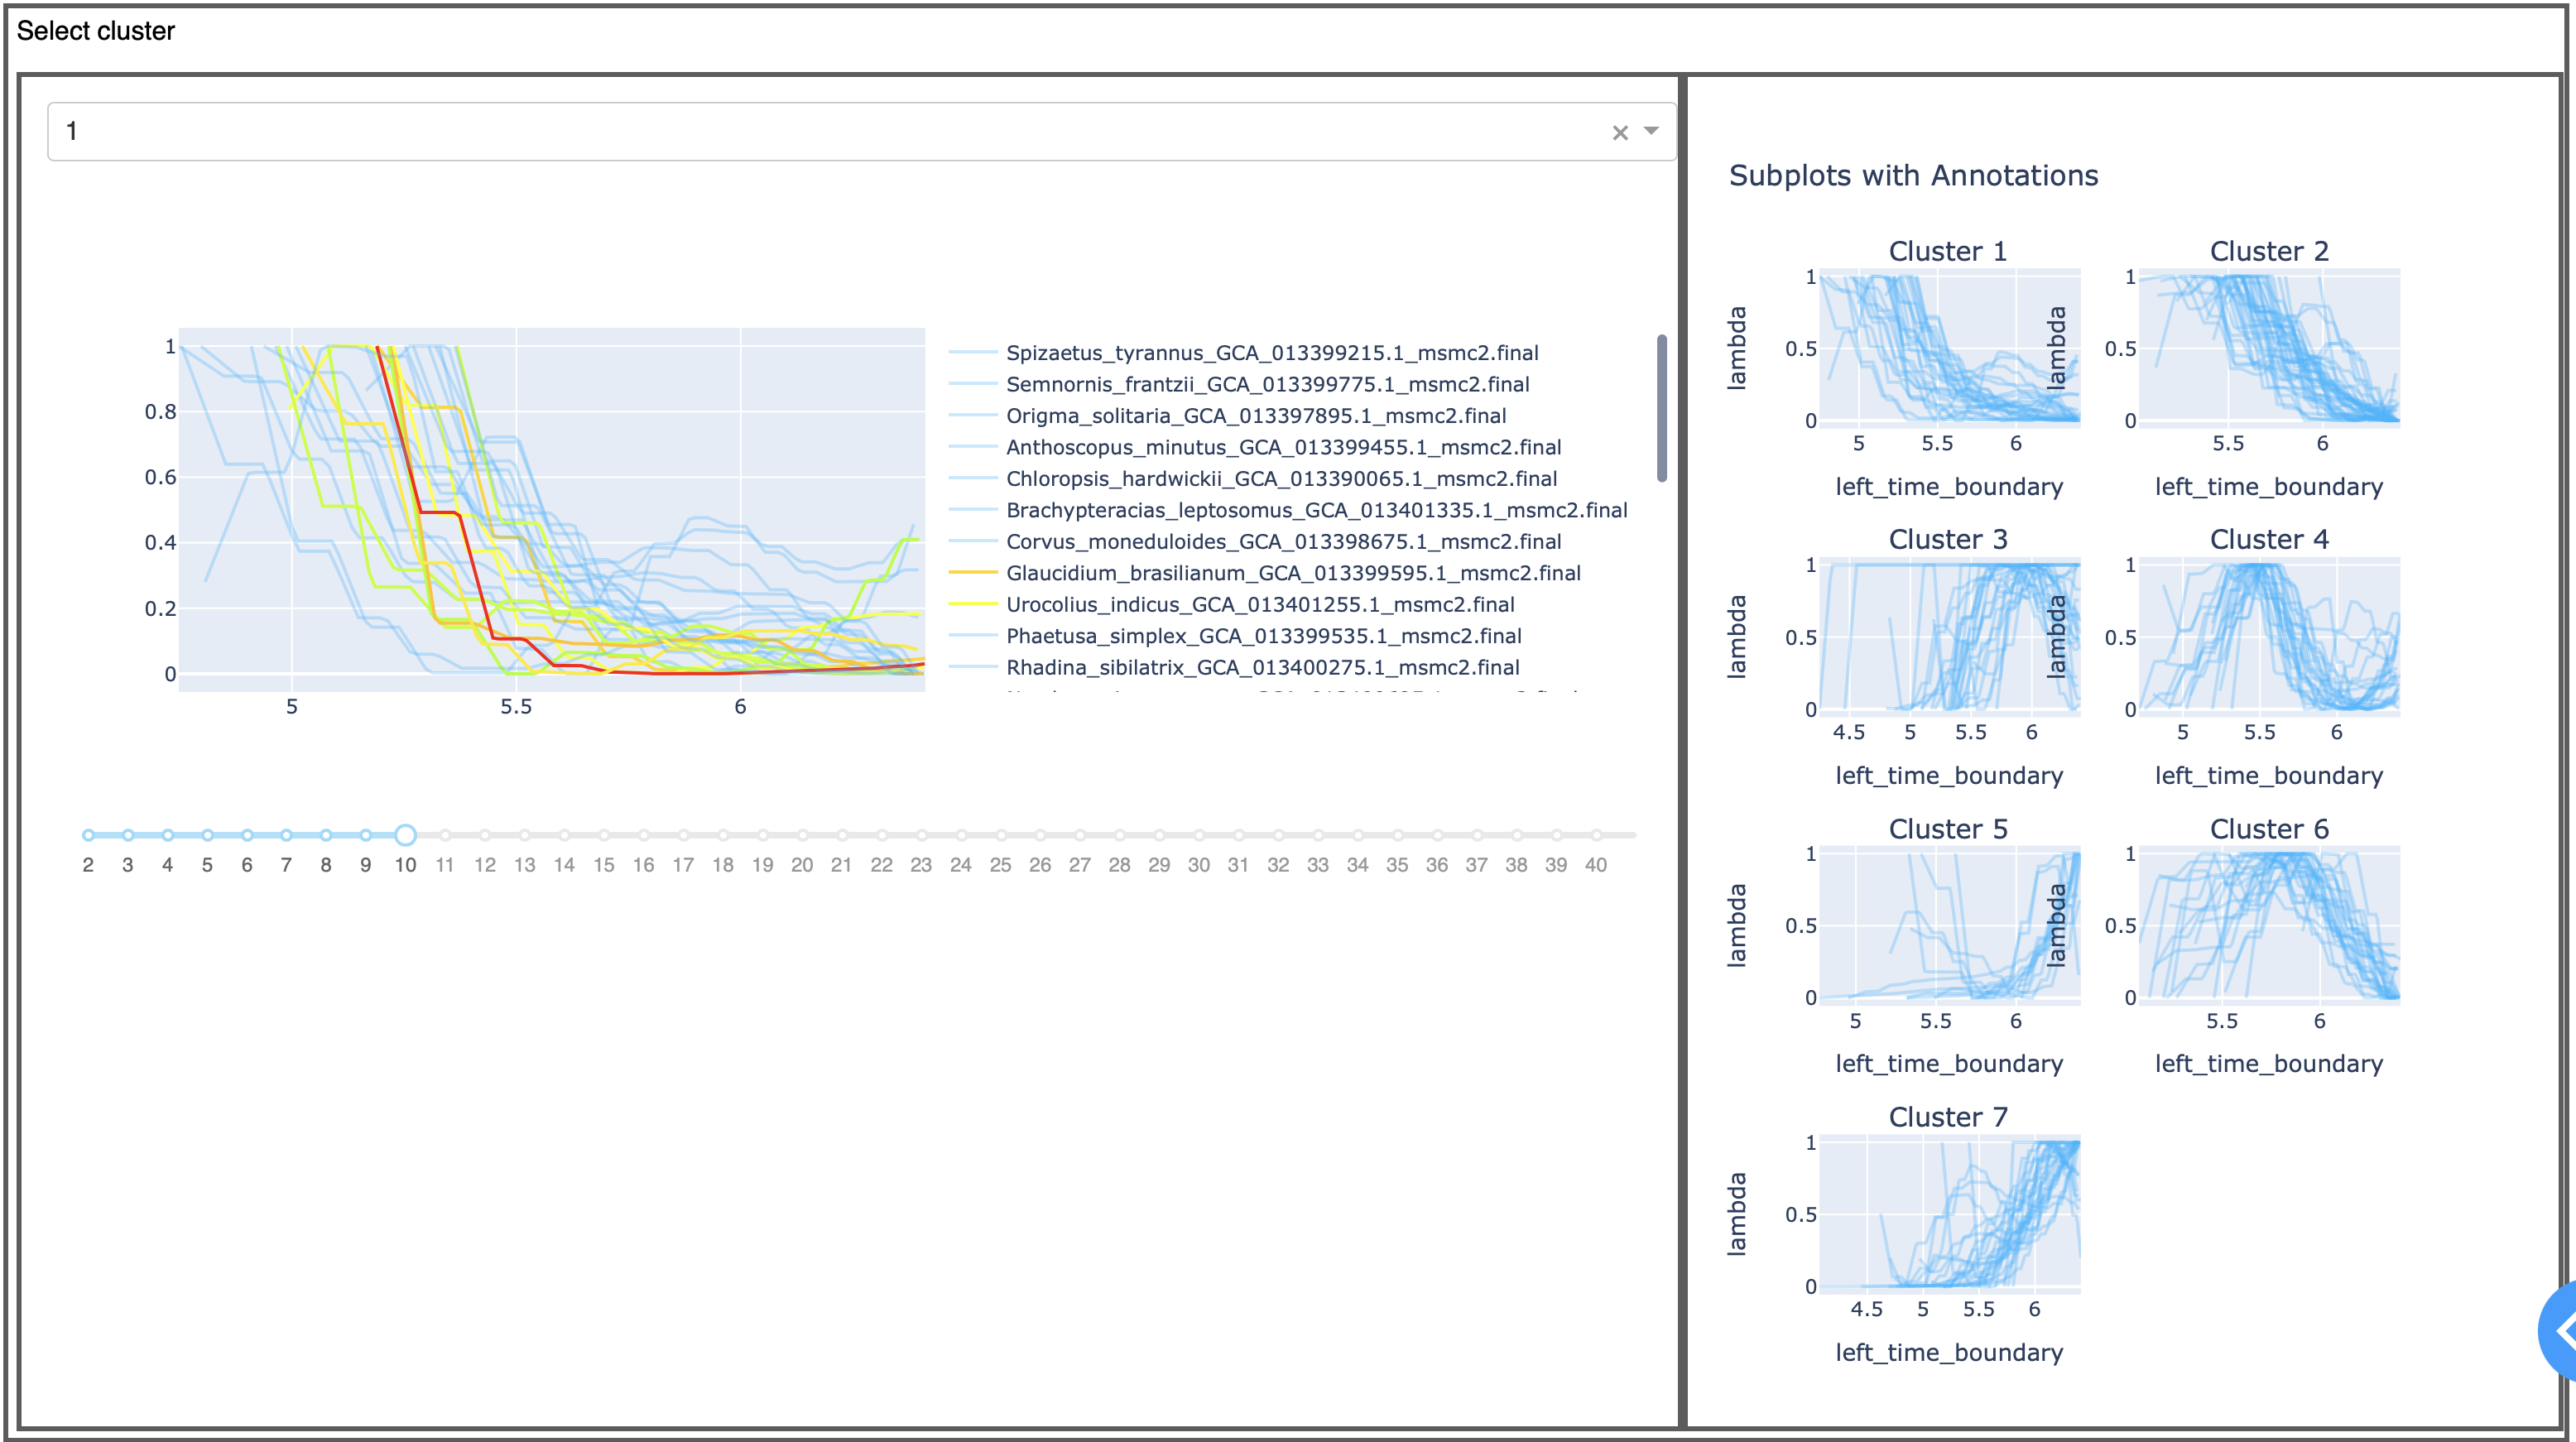 Select cluster
1
1
0.8
0.6
0.4
0.2
0
5 5.5 6
Spizaetus_tyrannus_GCA_013399215.1_msmc2.final
Semnornis_frantzii_GCA_013399775.1_msmc2.final
Origma_solitaria_GCA_013397895.1_msmc2.final
Anthoscopus_minutus_GCA_013399455.1_msmc2.final
Chloropsis_hardwickii_GCA_013390065.1_msmc2.final
Brachypteracias_leptosomus_GCA_013401335.1_msmc2.final
Corvus_moneduloides_GCA_013398675.1_msmc2.final
Glaucidium_brasilianum_GCA_013399595.1_msmc2.final
Urocolius_indicus_GCA_013401255.1_msmc2.final
Phaetusa_simplex_GCA_013399535.1_msmc2.final
Rhadina_sibilatrix_GCA_013400275.1_msmc2.final
2 3 4 5 6 7 8 9 10 11 12 13 14 15 16 17 18 19 20 21 22 23 24 25 26 27 28 29 30 31 32 33 34 35 36 37 38 39 40
Subplots with Annotations
Cluster 1
1
0.5
0
lambda
5 5.5 6
left_time_boundary
Cluster 2
1
0.5
0
lambda
5.5 6
left_time_boundary
Cluster 3
1
0.5
0
lambda
4.5 5 5.5 6
left_time_boundary
Cluster 4
1
0.5
0
lambda
5 5.5 6
left_time_boundary
Cluster 5
1
0.5
0
lambda
5 5.5 6
left_time_boundary
Cluster 6
1
0.5
0
lambda
5.5 6
left_time_boundary
Cluster 7
1
0.5
0
lambda
4.5 5 5.5 6
left_time_boundary